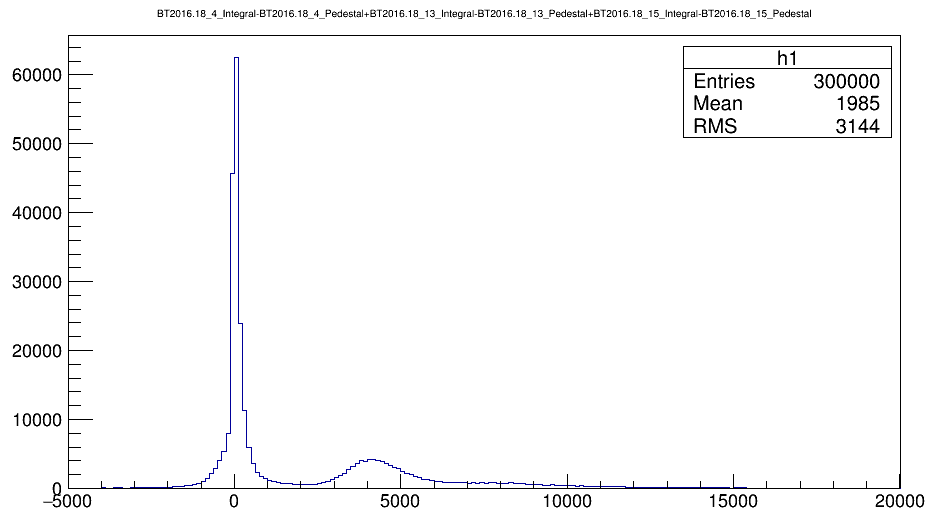 BT2016.18_4_Integral-BT2016.18_4_Pedestal+BT2016.18_13_Integral-BT2016.18_13_Pedestal+BT2016.18_15_Integral-BT2016.18_15_Pedestal
h1
Entries 300000
Mean 1985
RMS 3144
60000
50000
40000
30000
20000
10000
0
−5000 0 5000 10000 15000 20000